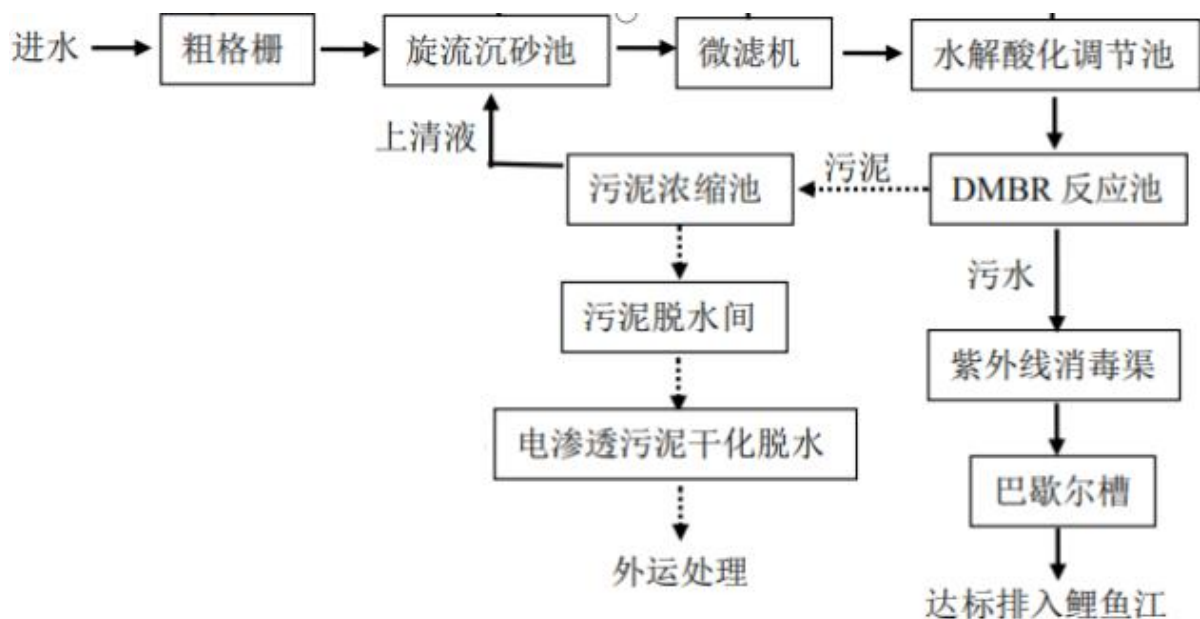 进水
粗格栅
旋流沉砂池
微滤机
水解酸化调节池
上清液
污泥浓缩池
污泥
DMBR 反应池
污水
污泥脱水间
紫外线消毒渠
电渗透污泥干化脱水
巴歇尔槽
外运处理
达标排入鲤鱼江